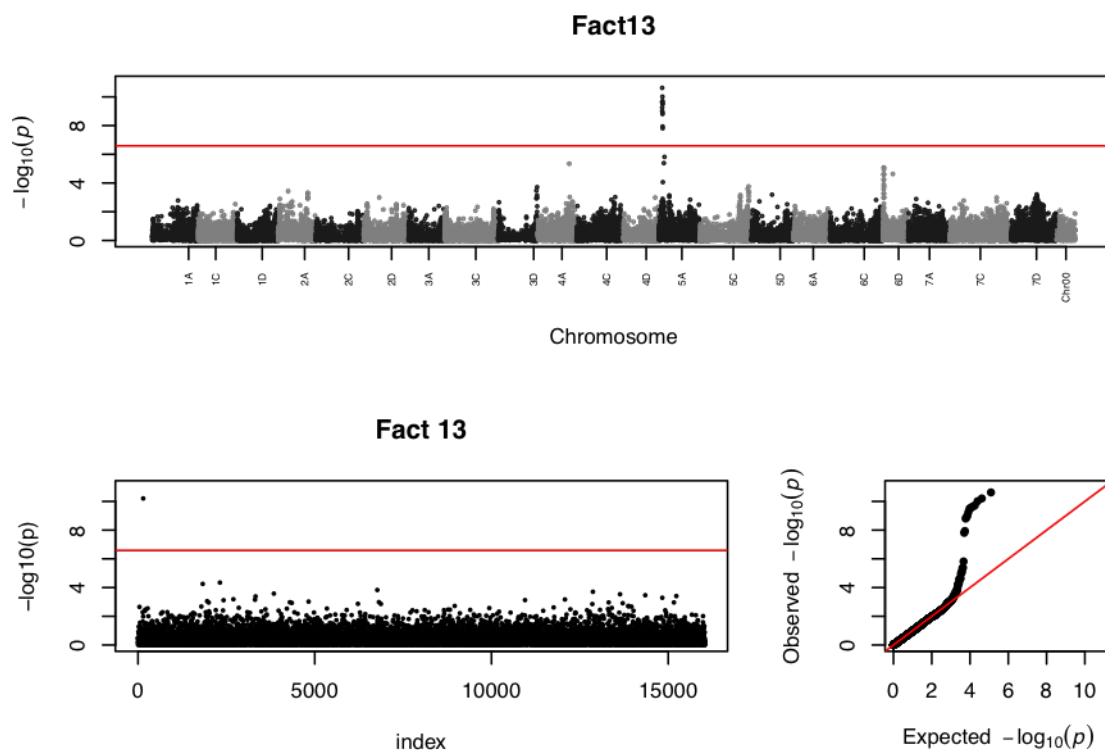 Fact13
−log10(p)
8
4
0
1A 1C 1D 2A 2C 2D 3A 3C 3D 4A 4C 4D 5A 5C 5D 6A 6C 6D 7A 7C 7D Chr00
Chromosome
Fact 13
−log10(p)
8
4
0
0 5000 10000 15000
index
Observed −log10(p)
8
4
0
0 2 4 6 8 10
Expected −log10(p)